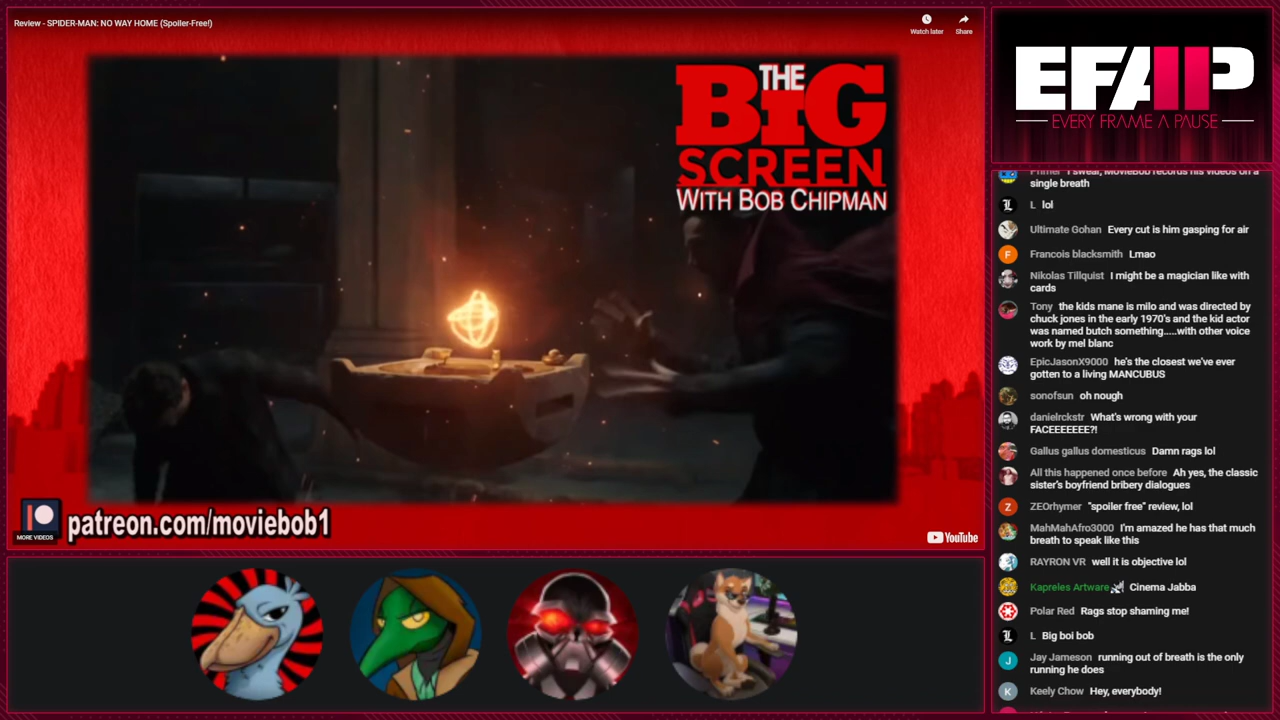 Review - SPIDER-MAN: NO WAY HOME (Spoiler-Free!)
Watch later
Share
THE
BIG
SCREEN
WITH BOB CHIPMAN
MORE VIDEOS
patreon.com/moviebob1
YouTube
EFAP
EVERY FRAME A PAUSE
Primer I swear, MovieBob records his videos on a
single breath
L lol
Ultimate Gohan Every cut is him gasping for air
Francois blacksmith Lmao
Nikolas Tillquist I might be a magician like with
cards
Tony the kids mane is milo and was directed by
chuck jones in the early 1970's and the kid actor
was named butch something.....with other voice
work by mel blanc
EpicJasonX9000 he's the closest we've ever
gotten to a living MANCUBUS
sonofsun oh nough
danielrckstr What's wrong with your
FACEEEEEEE?!
Gallus gallus domesticus Damn rags lol
All this happened once before Ah yes, the classic
sister's boyfriend bribery dialogues
Z
ZEOrhymer "spoiler free" review, lol
MahMahAfro3000 I'm amazed he has that much
breath to speak like this
RAYRON VR well it is objective lol
Kapreles Artware Cinema Jabba
Polar Red Rags stop shaming me!
L Big boi bob
J
Jay Jameson running out of breath is the only
running he does
K
Keely Chow Hey, everybody!